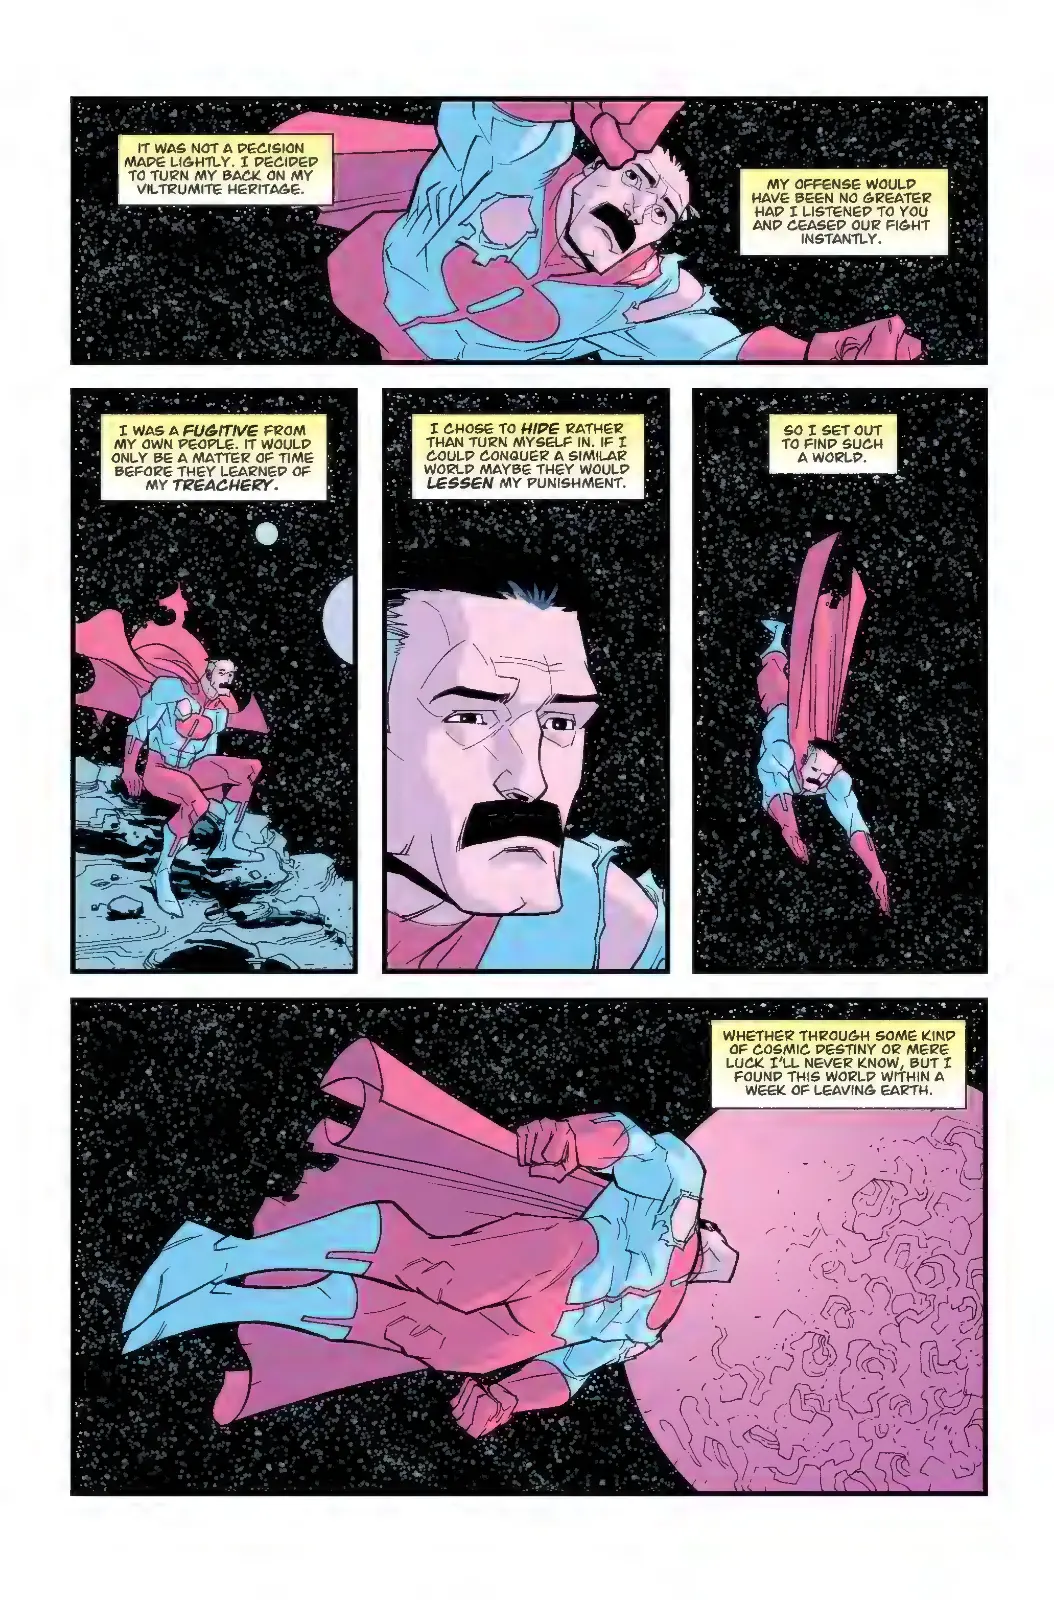 IT WAS NOT A DECISION
MADE LIGHTLY. I DECIDED
TO TURN MY BACK ON MY
VILTRUMITE HERITAGE.
MY OFFENSE WOULD
HAVE BEEN NO GREATER
HAD I LISTENED TO YOU
AND CEASED OUR FIGHT
INSTANTLY.
I WAS A FUGITIVE FROM
MY OWN PEOPLE. IT WOULD
ONLY BE A MATTER OF TIME
BEFORE THEY LEARNED OF
MY TREACHERY.
I CHOSE TO HIDE RATHER
THAN TURN MYSELF IN. IF I
COULD CONQUER A SIMILAR
WORLD MAYBE THEY WOULD
LESSEN MY PUNISHMENT.
SO I SET OUT
TO FIND SUCH
A WORLD.
WHETHER THROUGH SOME KIND
OF COSMIC DESTINY OR MERE
LUCK I'LL NEVER KNOW, BUT I
FOUND THIS WORLD WITHIN A
WEEK OF LEAVING EARTH.